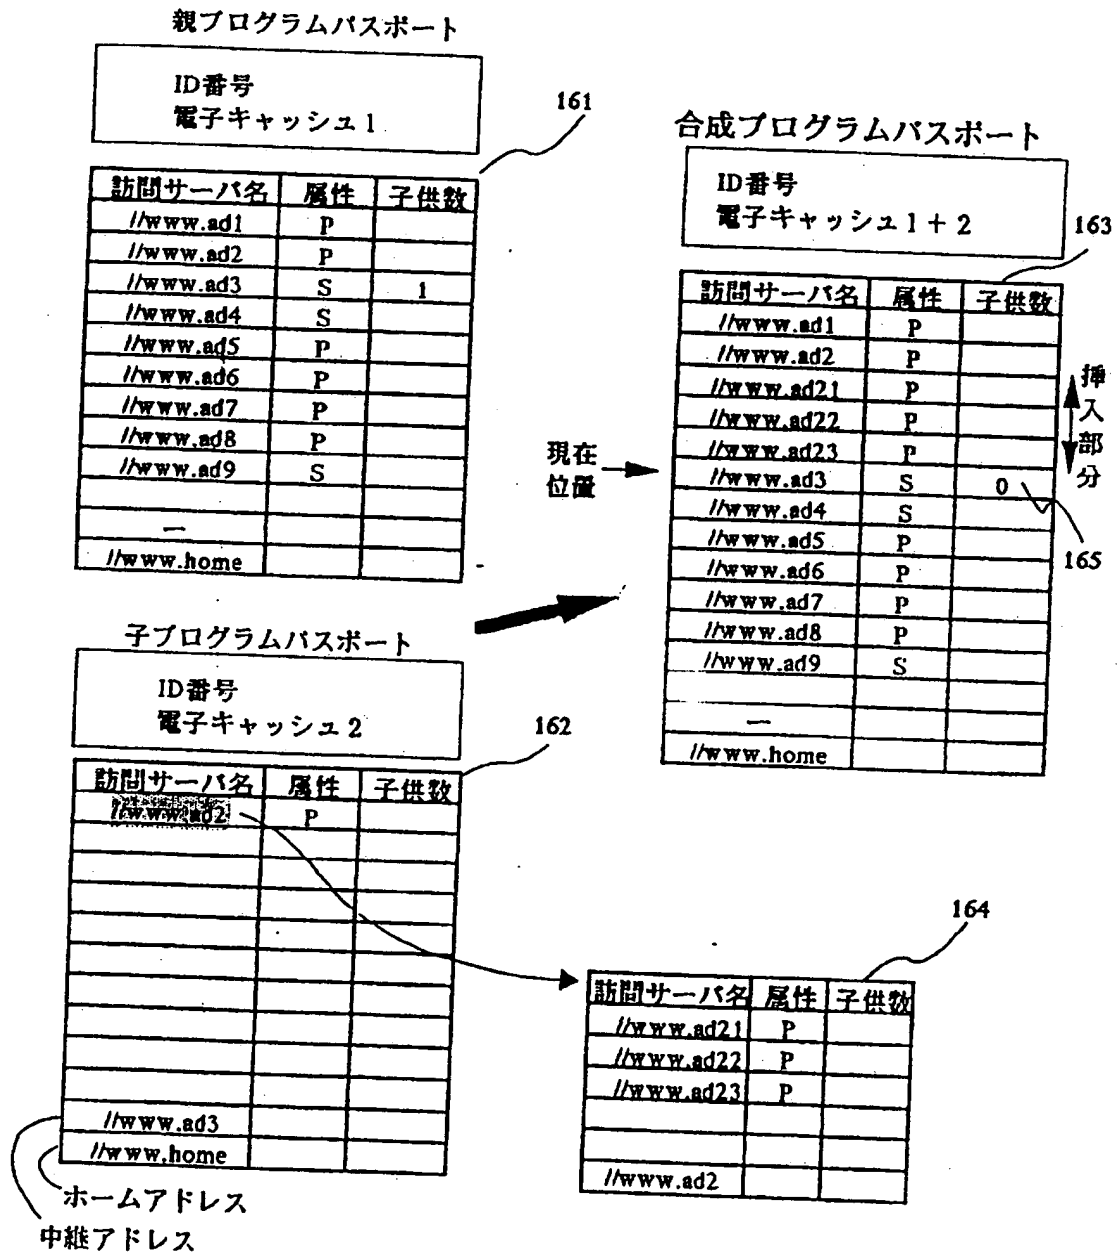 親プログラムパスポート
ID番号
電子キャッシュ1
161
訪問サーバ名 属性 子供数
//www.ad1 P
//www.ad2 P
//www.ad3 S 1
//www.ad4 S
//www.ad5 P
//www.ad6 P
//www.ad7 P
//www.ad8 P
//www.ad9 S
—
//www.home
合成プログラムパスポート
ID番号
電子キャッシュ1+2
163
訪問サーバ名 属性 子供数
//www.ad1 P
//www.ad2 P
//www.ad21 P
//www.ad22 P
//www.ad23 P
//www.ad3 S 0
//www.ad4 S
//www.ad5 P
//www.ad6 P
//www.ad7 P
//www.ad8 P
//www.ad9 S
—
//www.home
挿入部分
165
現在
位置
子プログラムパスポート
ID番号
電子キャッシュ2
162
訪問サーバ名 属性 子供数
//www.ad2 P
//www.ad3
//www.home
ホームアドレス
中継アドレス
164
訪問サーバ名 属性 子供数
//www.ad21 P
//www.ad22 P
//www.ad23 P
//www.ad2